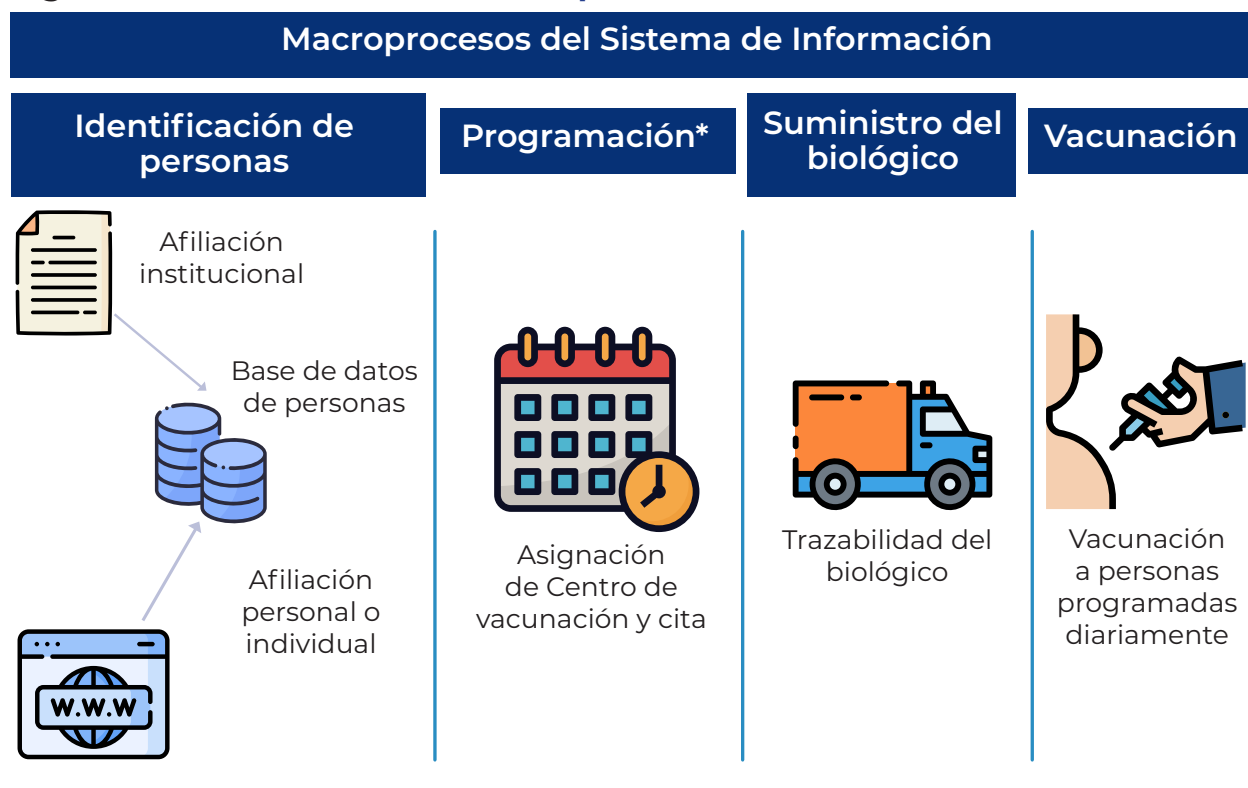 Macroprocesos del Sistema de Información
Identificación de
personas
Programación*
Suministro del
biológico
Vacunación
Afiliación
institucional
Base de datos
de personas
Afiliación
personal o
individual
W.W.W
Asignación
de Centro de
vacunación y cita
Trazabilidad del
biológico
Vacunación
a personas
programadas
diariamente